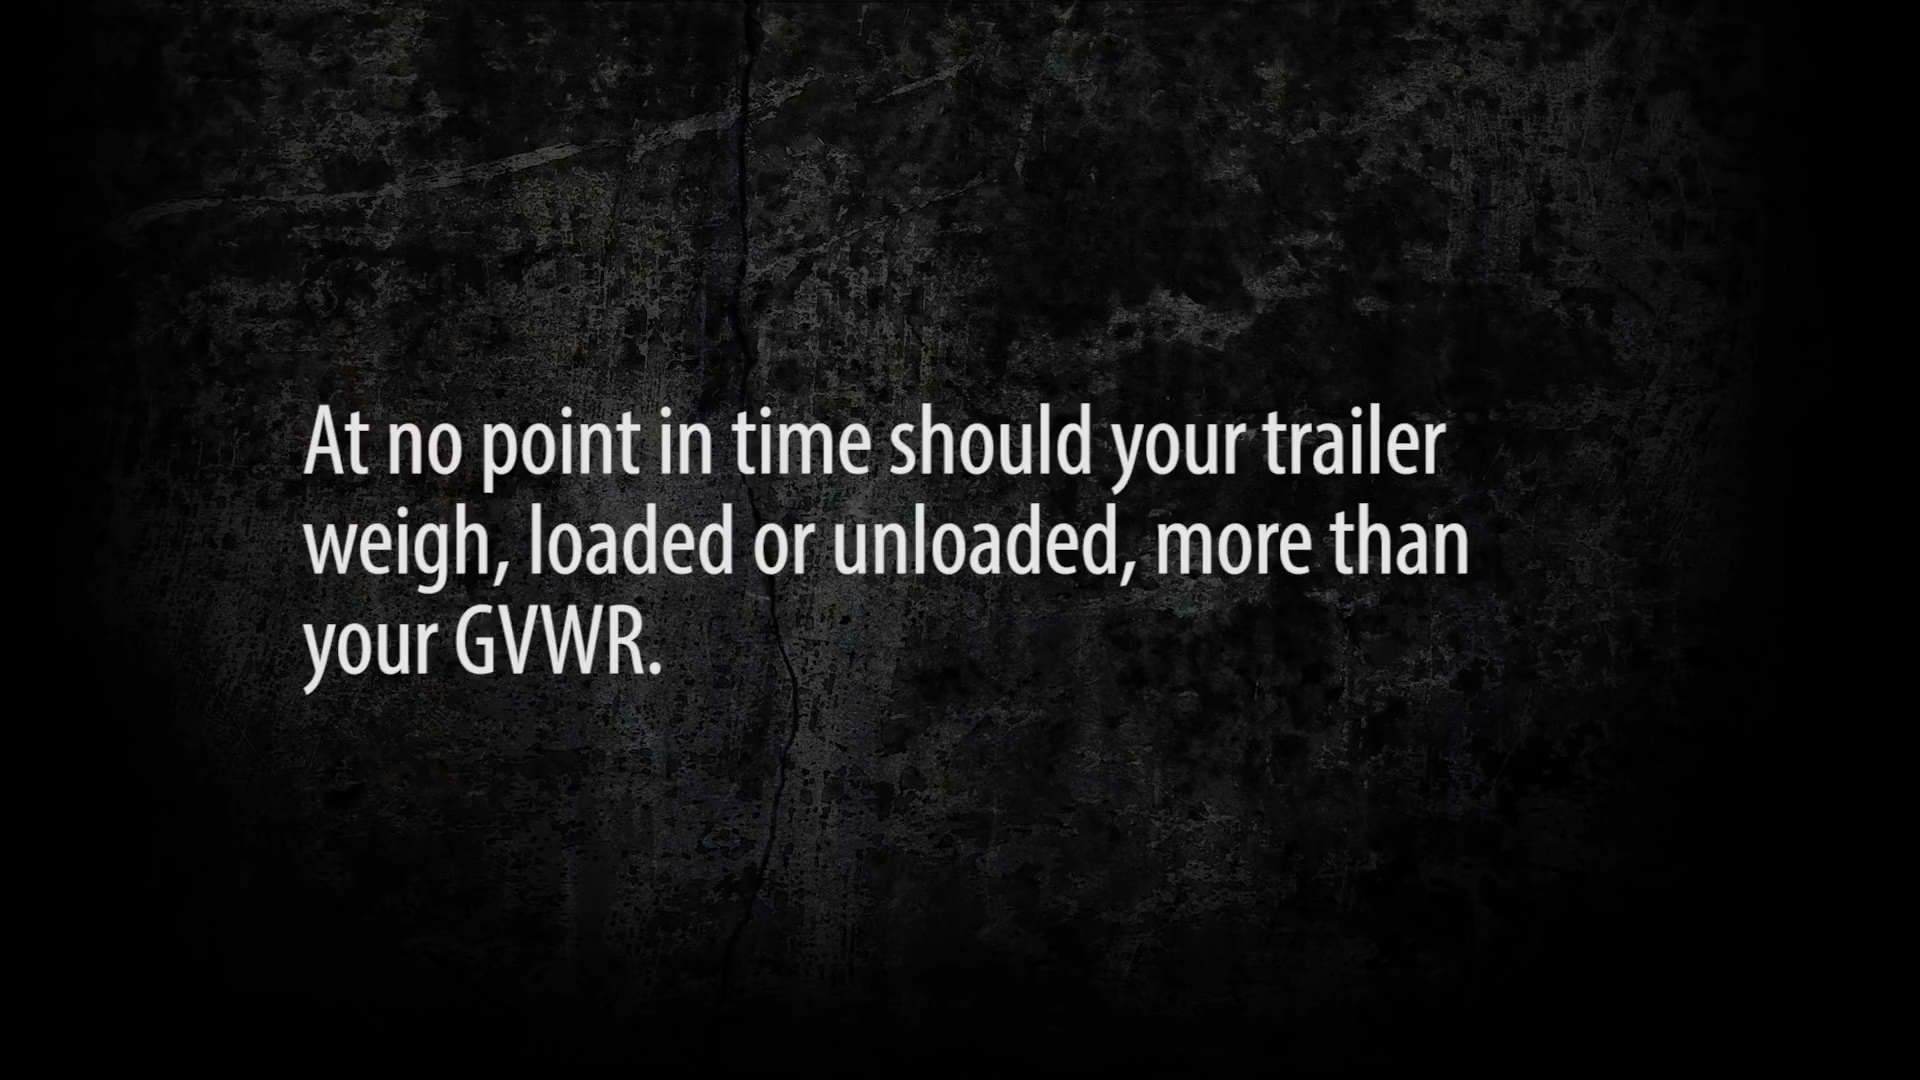 At no point in time should your trailer
weigh, loaded or unloaded, more than
your GVWR.